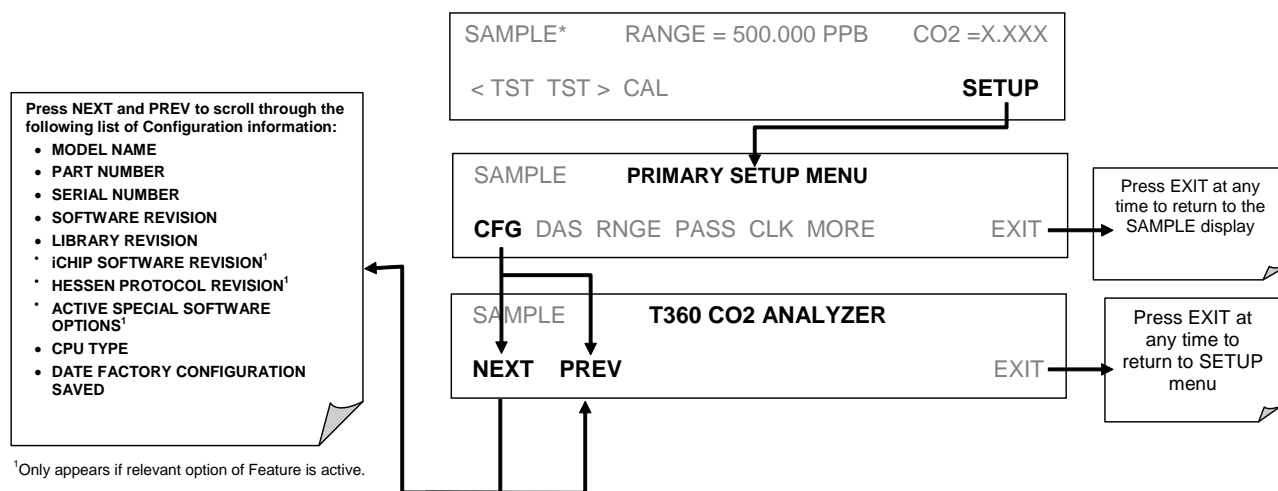 SAMPLE* RANGE = 500.000 PPB CO2 =X.XXX
< TST TST > CAL SETUP
Press NEXT and PREV to scroll through the
following list of Configuration information:
• MODEL NAME
• PART NUMBER
• SERIAL NUMBER
• SOFTWARE REVISION
• LIBRARY REVISION
• iCHIP SOFTWARE REVISION¹
• HESSEN PROTOCOL REVISION¹
• ACTIVE SPECIAL SOFTWARE
OPTIONS¹
• CPU TYPE
• DATE FACTORY CONFIGURATION
SAVED
¹Only appears if relevant option of Feature is active.
SAMPLE PRIMARY SETUP MENU
CFG DAS RNGE PASS CLK MORE EXIT
Press EXIT at any
time to return to the
SAMPLE display
SAMPLE T360 CO2 ANALYZER
NEXT PREV EXIT
Press EXIT at
any time to
return to SETUP
menu